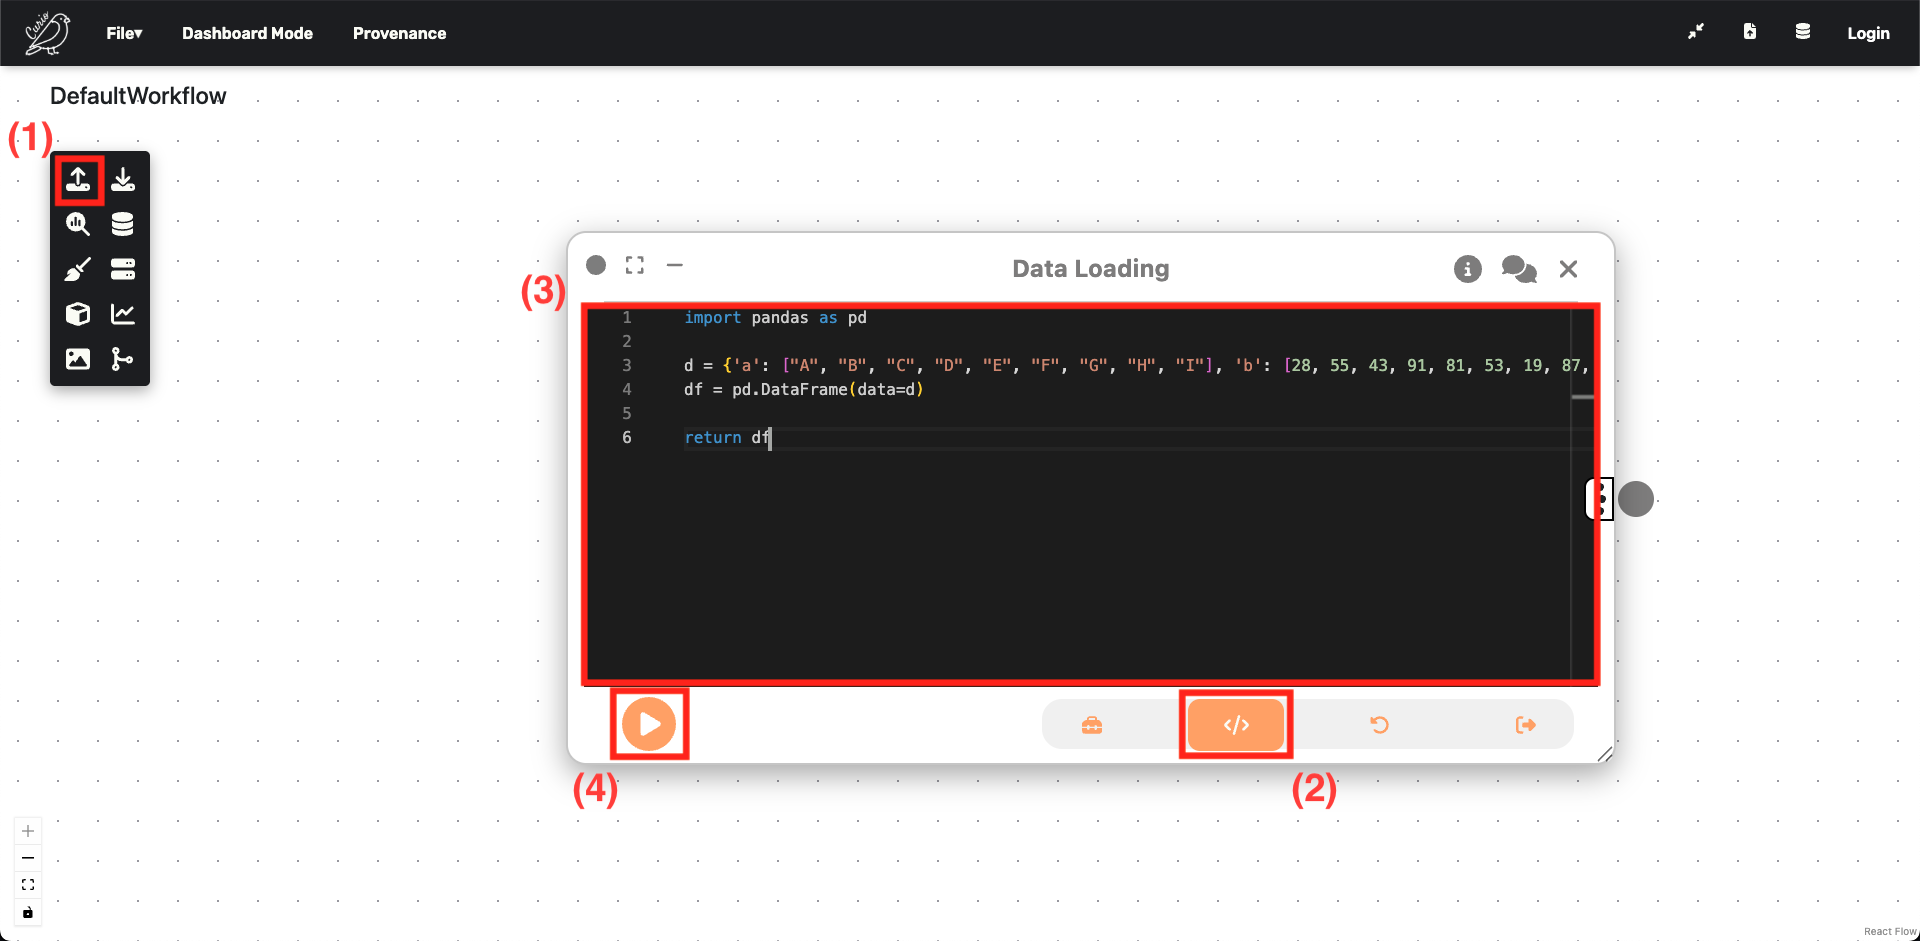 Curio
File▾
Dashboard Mode
Provenance
Login
DefaultWorkflow
(1)
(3)
Data Loading
1 import pandas as pd
2
3 d = {'a': ["A", "B", "C", "D", "E", "F", "G", "H", "I"], 'b': [28, 55, 43, 91, 81, 53, 19, 87,
4 df = pd.DataFrame(data=d)
5
6 return df
</>
(4)
(2)
React Flow